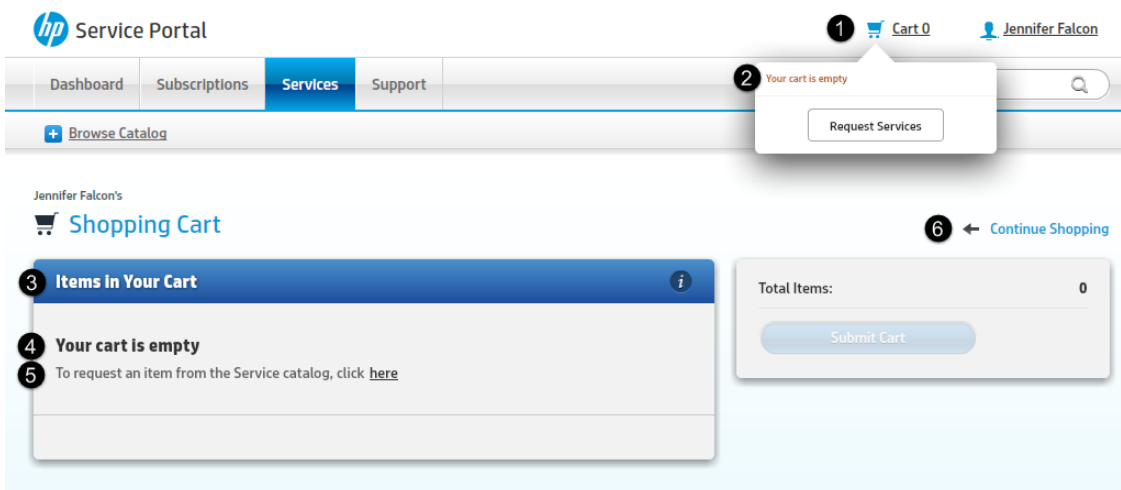 hp Service Portal
1 Cart 0 Jennifer Falcon
Dashboard Subscriptions Services Support
2 Your cart is empty
Request Services
Browse Catalog
Jennifer Falcon's
Shopping Cart
6 Continue Shopping
3 Items in Your Cart i
Total Items: 0
Submit Cart
4 Your cart is empty
5 To request an item from the Service catalog, click here